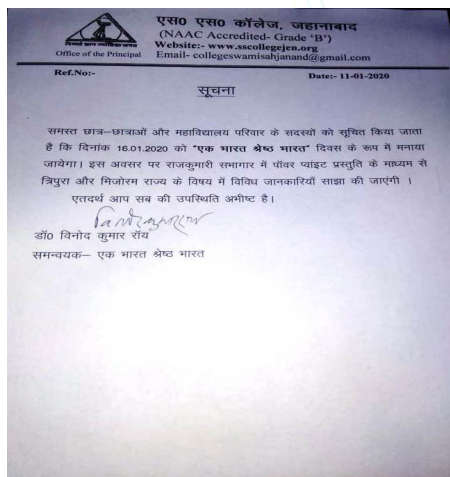 एस0 एस0 कॉलेज, जहानाबाद
(NAAC Accredited- Grade 'B')
Website:- www.sscollegejen.org
Office of the Principal
Email- collegeswamisahjanand@gmail.com
Ref.No:-
Date:- 11-01-2020
सूचना
समस्त छात्र–छात्राओं और महाविद्यालय परिवार के सदस्यों को सूचित किया जाता
है कि दिनांक 16.01.2020 को "एक भारत श्रेष्ठ भारत" दिवस के रूप में मनाया
जायेगा। इस अवसर पर राजकुमारी सभागार में पॉवर प्वांइट प्रस्तुति के माध्यम से
त्रिपुरा और मिजोरम राज्य के विषय में विविध जानकारियाँ साझा की जाएंगी ।
एतदर्थ आप सब की उपस्थिति अभीष्ट है।
डॉ0 विनोद कुमार रॉय
समन्वयक– एक भारत श्रेष्ठ भारत